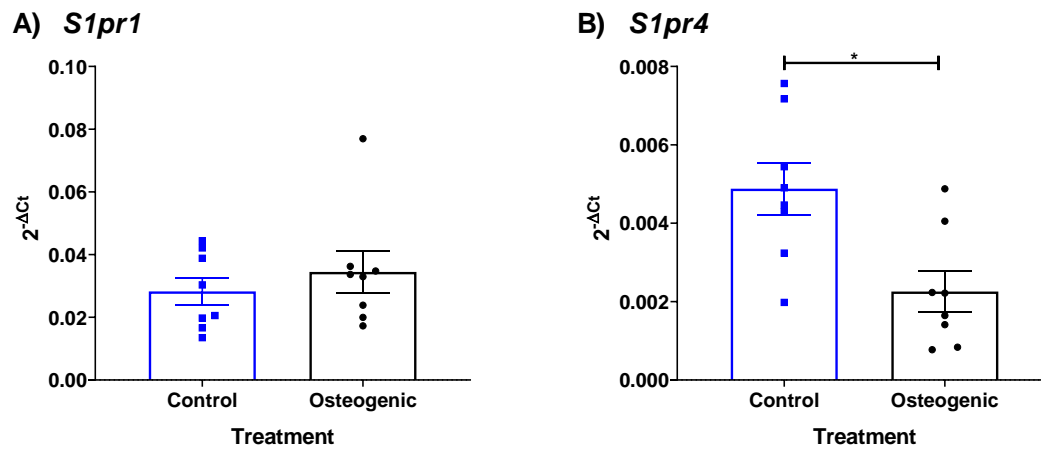 A) S1pr1
0.10
0.08
0.06
0.04
0.02
0.00
2^-ΔCt
Control Osteogenic
Treatment
B) S1pr4
*
0.008
0.006
0.004
0.002
0.000
2^-ΔCt
Control Osteogenic
Treatment